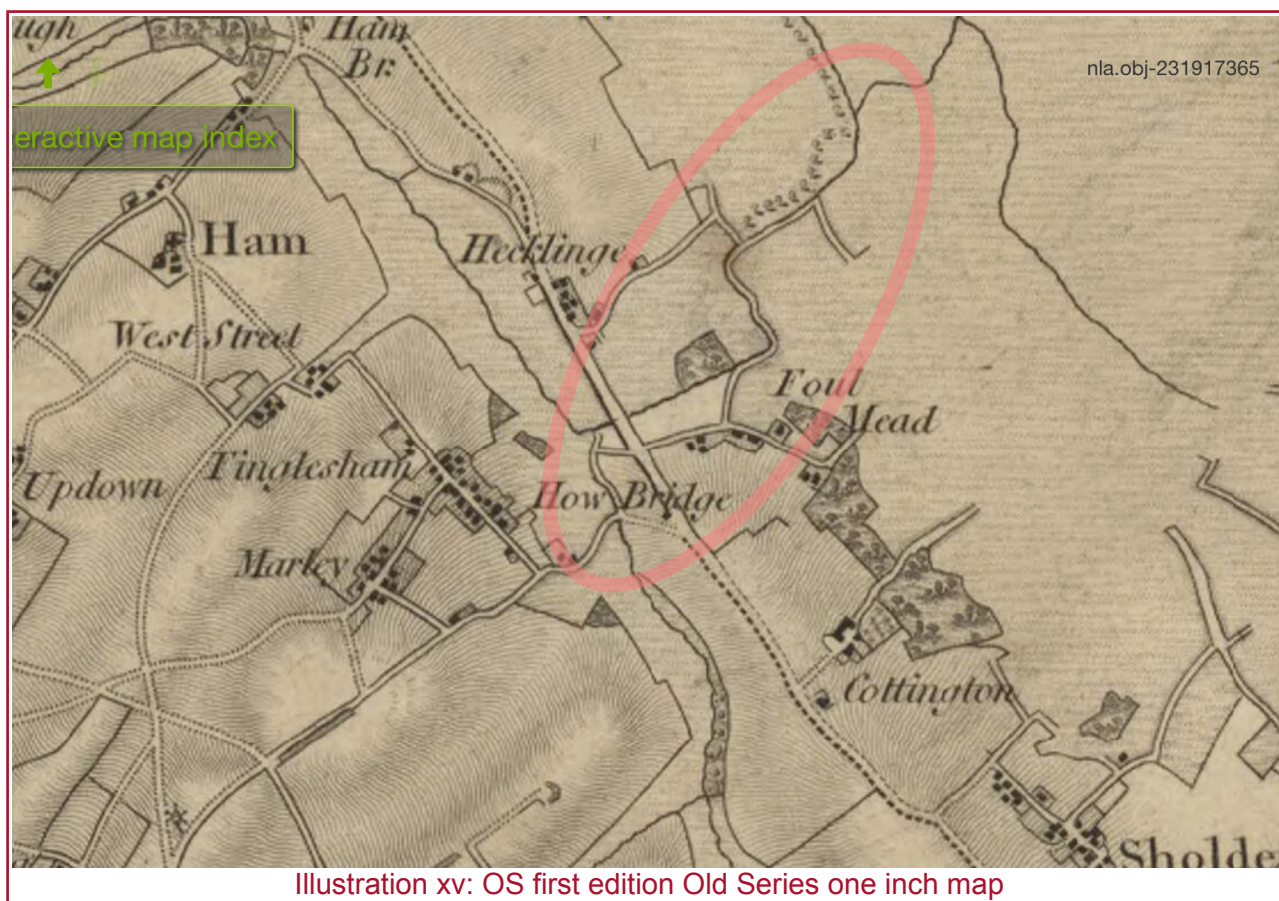 ugh
Ham
Br.
nla.obj-231917365
eractive map index
Ham
Hecklinge
West Street
Foul
Mead
Updown
Tinglesham
How Bridge
Marley
Cottington
Sholde
Illustration xv: OS first edition Old Series one inch map